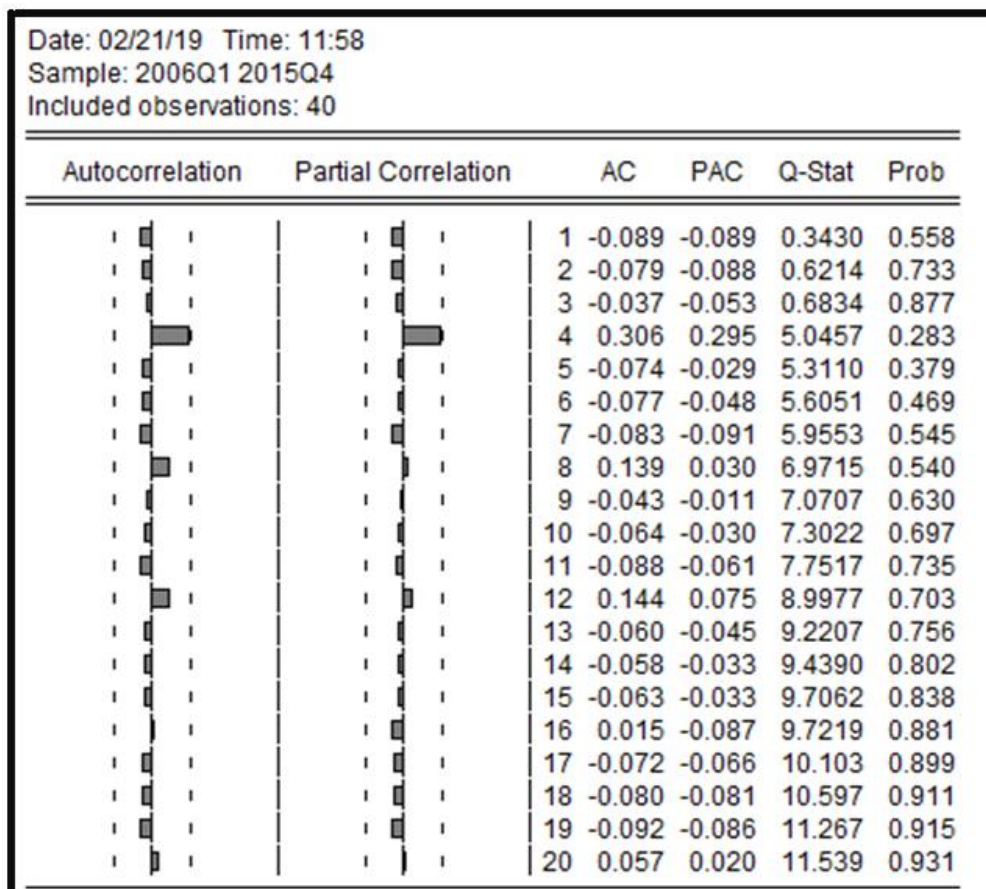 Date: 02/21/19 Time: 11:58
Sample: 2006Q1 2015Q4
Included observations: 40
Autocorrelation Partial Correlation AC PAC Q-Stat Prob
1 -0.089 -0.089 0.3430 0.558
2 -0.079 -0.088 0.6214 0.733
3 -0.037 -0.053 0.6834 0.877
4 0.306 0.295 5.0457 0.283
5 -0.074 -0.029 5.3110 0.379
6 -0.077 -0.048 5.6051 0.469
7 -0.083 -0.091 5.9553 0.545
8 0.139 0.030 6.9715 0.540
9 -0.043 -0.011 7.0707 0.630
10 -0.064 -0.030 7.3022 0.697
11 -0.088 -0.061 7.7517 0.735
12 0.144 0.075 8.9977 0.703
13 -0.060 -0.045 9.2207 0.756
14 -0.058 -0.033 9.4390 0.802
15 -0.063 -0.033 9.7062 0.838
16 0.015 -0.087 9.7219 0.881
17 -0.072 -0.066 10.103 0.899
18 -0.080 -0.081 10.597 0.911
19 -0.092 -0.086 11.267 0.915
20 0.057 0.020 11.539 0.931